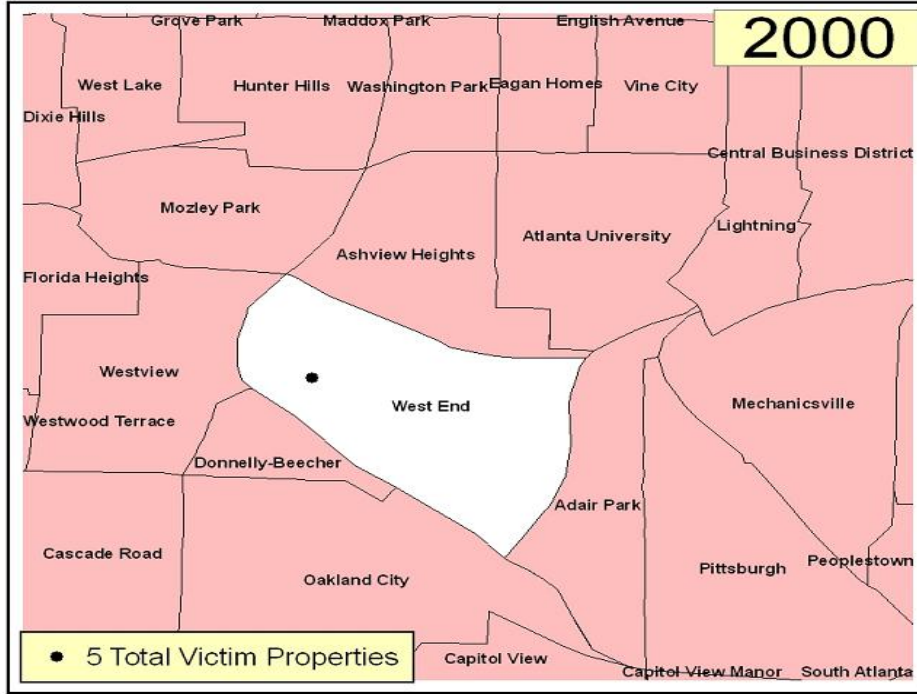 Grove Park
Maddox Park
English Avenue
2000
West Lake
Hunter Hills
Washington Park
Eagan Homes
Vine City
Dixie Hills
Central Business District
Mozley Park
Lightning
Atlanta University
Ashview Heights
Florida Heights
Westview
West End
Mechanicsville
Westwood Terrace
Donnelly-Beecher
Adair Park
Cascade Road
Peoplestown
Pittsburgh
Oakland City
5 Total Victim Properties
Capitol View
Capitol View Manor
South Atlanta